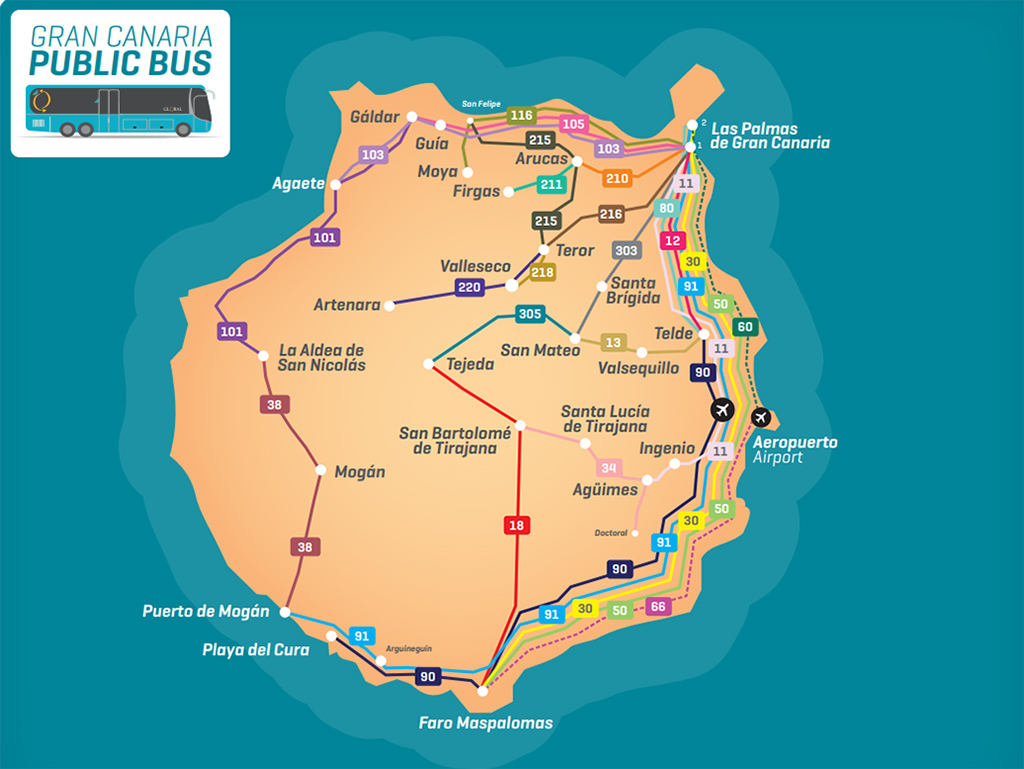 GRAN CANARIA
PUBLIC BUS
GLOBAL
San Felipe
Gáldar
116
105
Guía
215
103
2
1
Las Palmas
de Gran Canaria
103
Arucas
Moya
210
Agaete
Firgas
211
11
80
215
216
101
12
Teror
303
30
Valleseco
218
220
91
Santa
Brígida
Artenara
305
50
60
101
13
Telde
La Aldea de
San Nicolás
San Mateo
11
Tejeda
Valsequillo
90
38
Santa Lucía
de Tirajana
San Bartolomé
de Tirajana
Ingenio
11
Aeropuerto
Airport
Mogán
34
Agüimes
50
18
30
Doctoral
91
38
90
Puerto de Mogán
91
30
50
66
91
Playa del Cura
Arguineguín
90
Faro Maspalomas